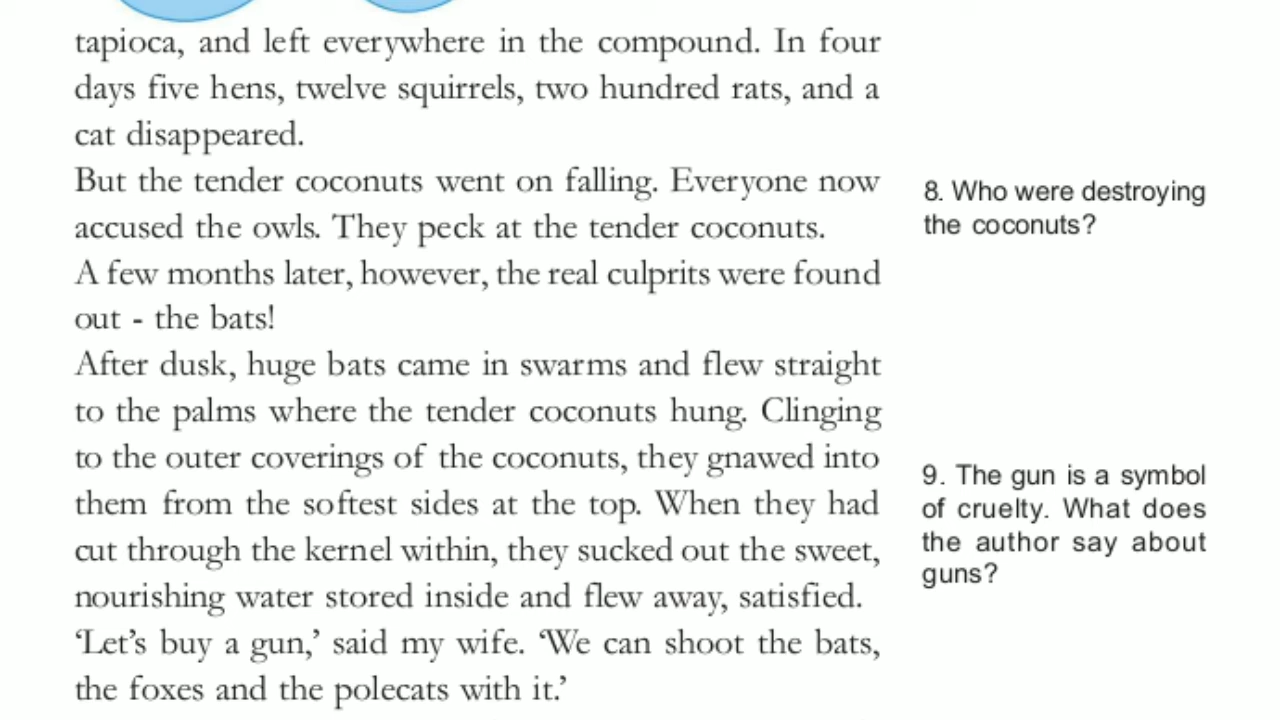 tapioca, and left everywhere in the compound. In four
days five hens, twelve squirrels, two hundred rats, and a
cat disappeared.
But the tender coconuts went on falling. Everyone now
accused the owls. They peck at the tender coconuts.
A few months later, however, the real culprits were found
out - the bats!
After dusk, huge bats came in swarms and flew straight
to the palms where the tender coconuts hung. Clinging
to the outer coverings of the coconuts, they gnawed into
them from the softest sides at the top. When they had
cut through the kernel within, they sucked out the sweet,
nourishing water stored inside and flew away, satisfied.
‘Let’s buy a gun,’ said my wife. ‘We can shoot the bats,
the foxes and the polecats with it.’
8. Who were destroying
the coconuts?
9. The gun is a symbol
of cruelty. What does
the author say about
guns?